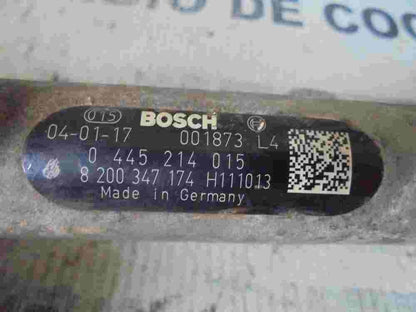 IO DE COC
015 BOSCH
04-01-17 001873 L4
0 445 214 015
8 200 347 174 H111013
Made in Germany